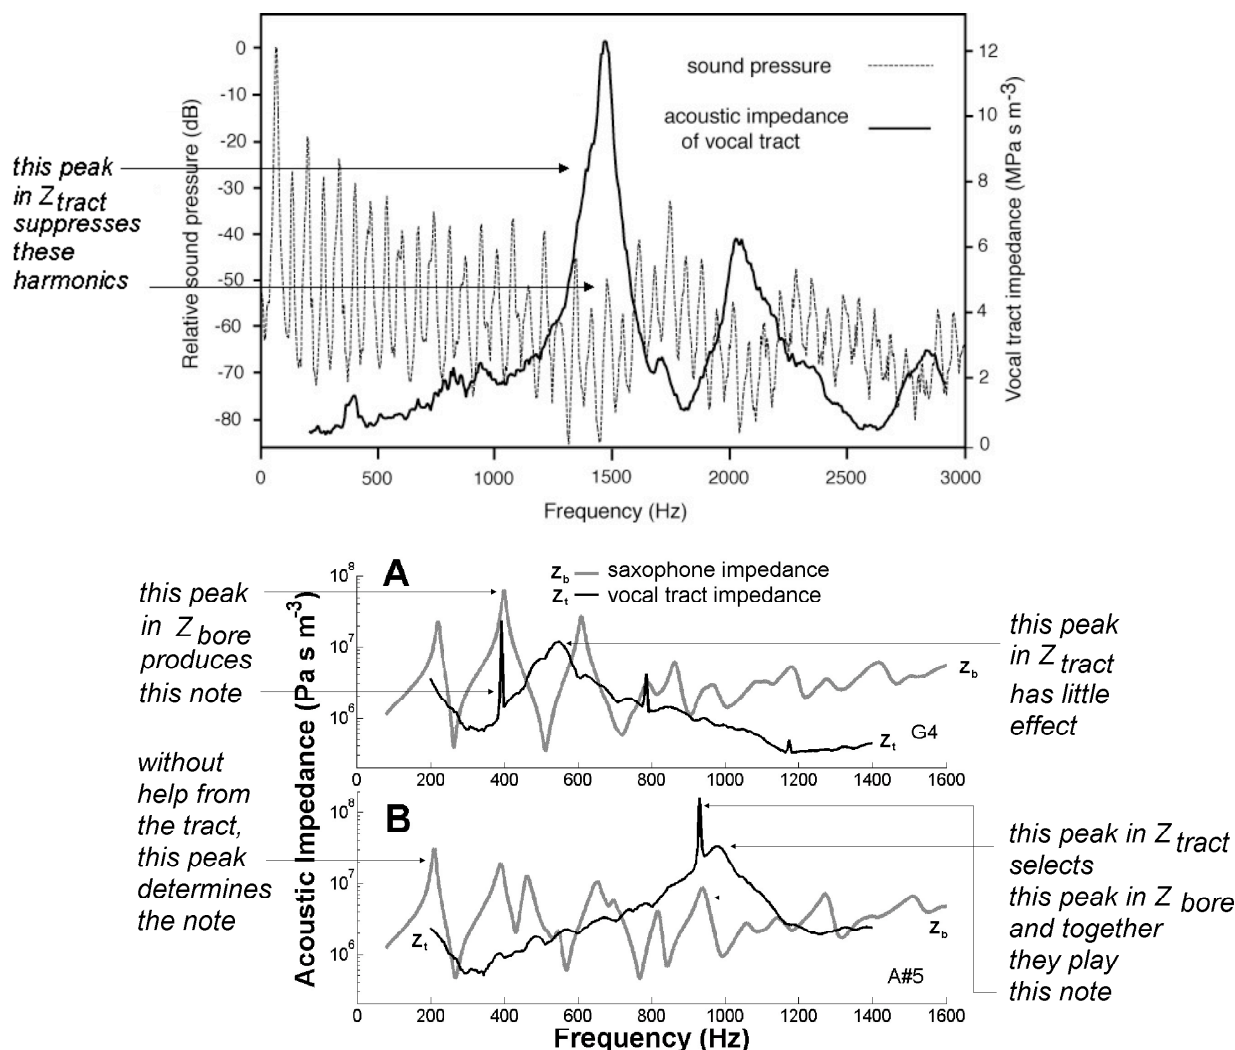 this peak
in Z tract
suppresses
these
harmonics
Relative sound pressure (dB)
0
-10
-20
-30
-40
-50
-60
-70
-80
sound pressure
acoustic impedance
of vocal tract
12
10
8
6
4
2
0
Vocal tract impedance (MPa s m-3)
0 500 1000 1500 2000 2500 3000
Frequency (Hz)
this peak
in Z bore
produces
this note
without
help from
the tract,
this peak
determines
the note
Acoustic Impedance (Pa s m-3)
A
Zb saxophone impedance
Zt vocal tract impedance
10^8
10^7
10^6
Zb
Zt
G4
0 200 400 600 800 1000 1200 1400 1600
this peak
in Z tract
has little
effect
B
10^8
10^7
10^6
Zt
Zb
A#5
0 200 400 600 800 1000 1200 1400 1600
Frequency (Hz)
this peak in Z tract
selects
this peak in Z bore
and together
they play
this note